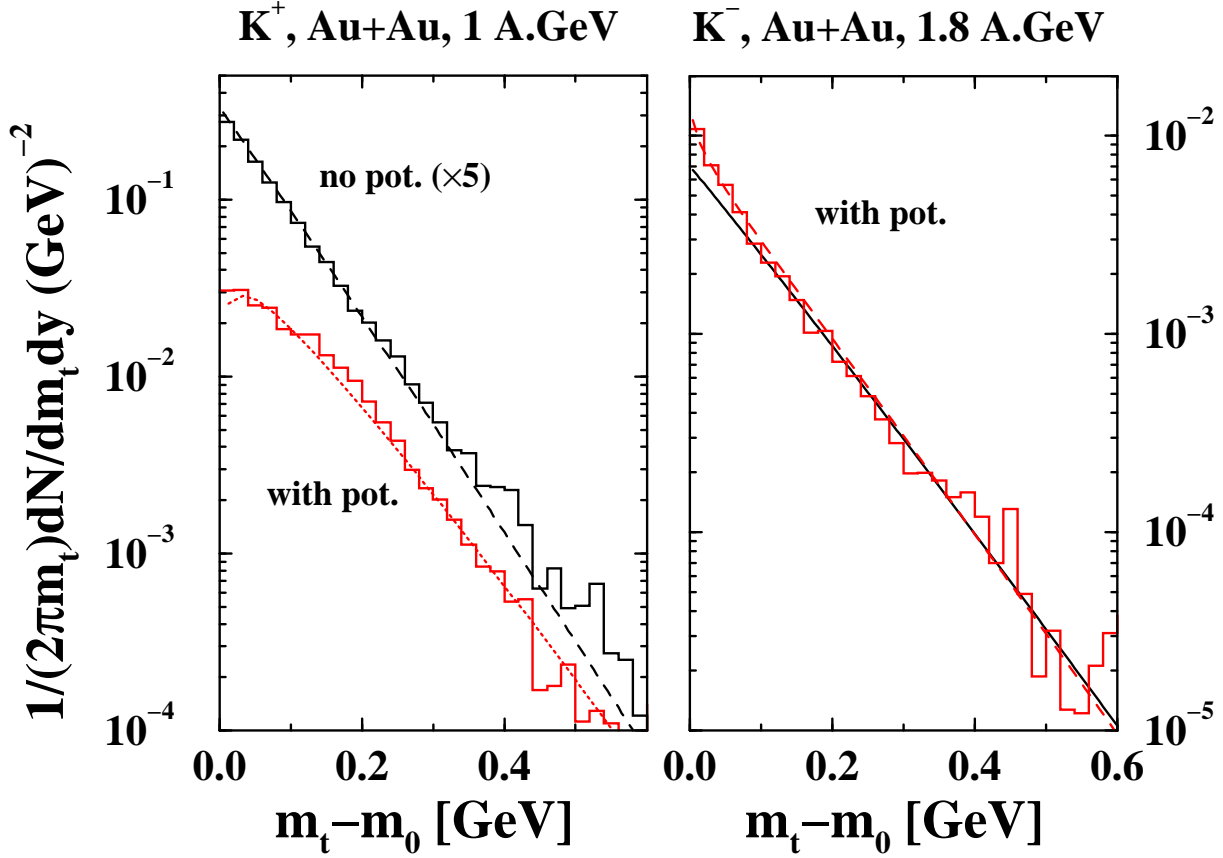 K⁺, Au+Au, 1 A.GeV
K⁻, Au+Au, 1.8 A.GeV
1/(2πmₜ)dN/dmₜdy (GeV)⁻²
10⁻¹
10⁻²
10⁻³
10⁻⁴
no pot. (×5)
with pot.
0.0
0.2
0.4
mₜ−m₀ [GeV]
with pot.
10⁻²
10⁻³
10⁻⁴
10⁻⁵
0.0
0.2
0.4
0.6
mₜ−m₀ [GeV]